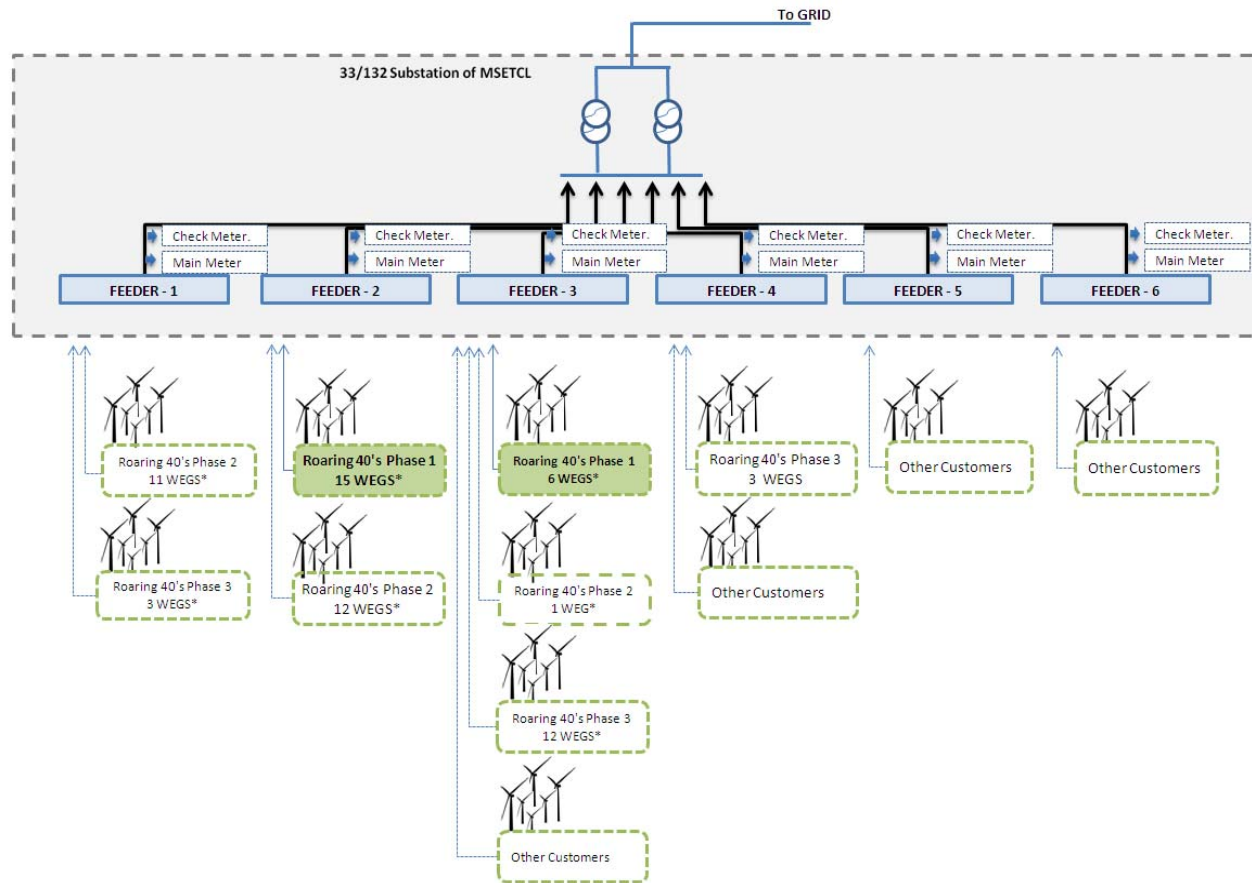 To GRID
33/132 Substation of MSETCL
Check Meter.
Main Meter
FEEDER - 1
Check Meter.
Main Meter
FEEDER - 2
Check Meter.
Main Meter
FEEDER - 3
Check Meter.
Main Meter
FEEDER - 4
Check Meter.
Main Meter
FEEDER - 5
Check Meter.
Main Meter
FEEDER - 6
Roaring 40's Phase 2
11 WEGS*
Roaring 40's Phase 3
3 WEGS*
Roaring 40's Phase 1
15 WEGS*
Roaring 40's Phase 2
12 WEGS*
Roaring 40's Phase 1
6 WEGS*
Roaring 40's Phase 2
1 WEG*
Roaring 40's Phase 3
12 WEGS*
Other Customers
Roaring 40's Phase 3
3 WEGS
Other Customers
Other Customers
Other Customers